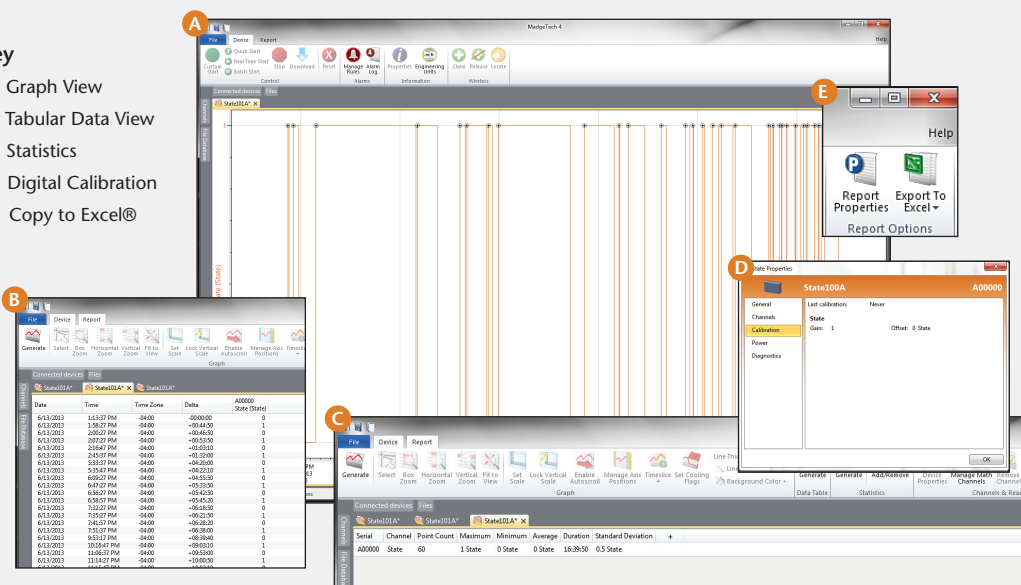 ey
Graph View
Tabular Data View
Statistics
Digital Calibration
Copy to Excel®
A
MadgeTech 4
File Device Report Help
Custom Start
Quick Start
Real Time Start
Batch Start
Stop Download Reset
Manage Rules Alarm Log
Properties Engineering Units
Claim Release Locate
Control Alarms Information Wireless
Connected devices Files
State101A* ×
Channels
File Database
1
State (State)
E
Help
Report Properties
Export To Excel
Report Options
D
State Properties
State100A A00000
General
Channels
Calibration
Power
Diagnostics
Last calibration: Never
State
Gain: 1 Offset: 0 State
OK
B
File Device Report
Generate Select Box Zoom Horizontal Zoom Vertical Zoom Fit to View Set Scale Lock Vertical Scale Enable Autoscroll Manage Axis Positions Timeslice
Graph
Connected devices Files
State101A* State101A* × State101A*
Channels
File Database
Date Time Time Zone Delta A00000 State (State)
6/13/2013 1:13:37 PM -04:00 -00:00:00 0
6/13/2013 1:58:27 PM -04:00 +00:44:50 1
6/13/2013 2:00:27 PM -04:00 +00:46:50 0
6/13/2013 2:07:27 PM -04:00 +00:53:50 1
6/13/2013 2:16:47 PM -04:00 +01:03:10 0
6/13/2013 2:45:37 PM -04:00 +01:32:00 1
6/13/2013 5:33:37 PM -04:00 +04:20:00 0
6/13/2013 5:35:47 PM -04:00 +04:22:10 1
6/13/2013 6:09:27 PM -04:00 +04:55:50 0
6/13/2013 6:47:27 PM -04:00 +05:33:50 1
6/13/2013 6:56:27 PM -04:00 +05:42:50 0
6/13/2013 6:58:57 PM -04:00 +05:45:20 1
6/13/2013 7:32:27 PM -04:00 +06:18:50 0
6/13/2013 7:35:27 PM -04:00 +06:21:50 1
6/13/2013 7:41:57 PM -04:00 +06:28:20 0
6/13/2013 7:51:37 PM -04:00 +06:38:00 1
6/13/2013 9:53:17 PM -04:00 +08:39:40 0
6/13/2013 10:16:47 PM -04:00 +09:03:10 1
6/13/2013 11:06:37 PM -04:00 +09:53:00 0
6/13/2013 11:14:27 PM -04:00 +10:00:50 1
PM
C
File Device Report
Generate Select Box Zoom Horizontal Zoom Vertical Zoom Fit to View Set Scale Lock Vertical Scale Enable Autoscroll Manage Axis Positions Timeslice Set Cooling Flags
Background Color
Generate Generate Add/Remove Device Properties Manage Math Channels Remove
Graph Data Table Statistics
Connected devices Files
State101A* State101A* State101A* ×
Channels
File Database
Serial Channel Point Count Maximum Minimum Average Duration Standard Deviation +
A00000 State 60 1 State 0 State 0 State 16:39:50 0.5 State